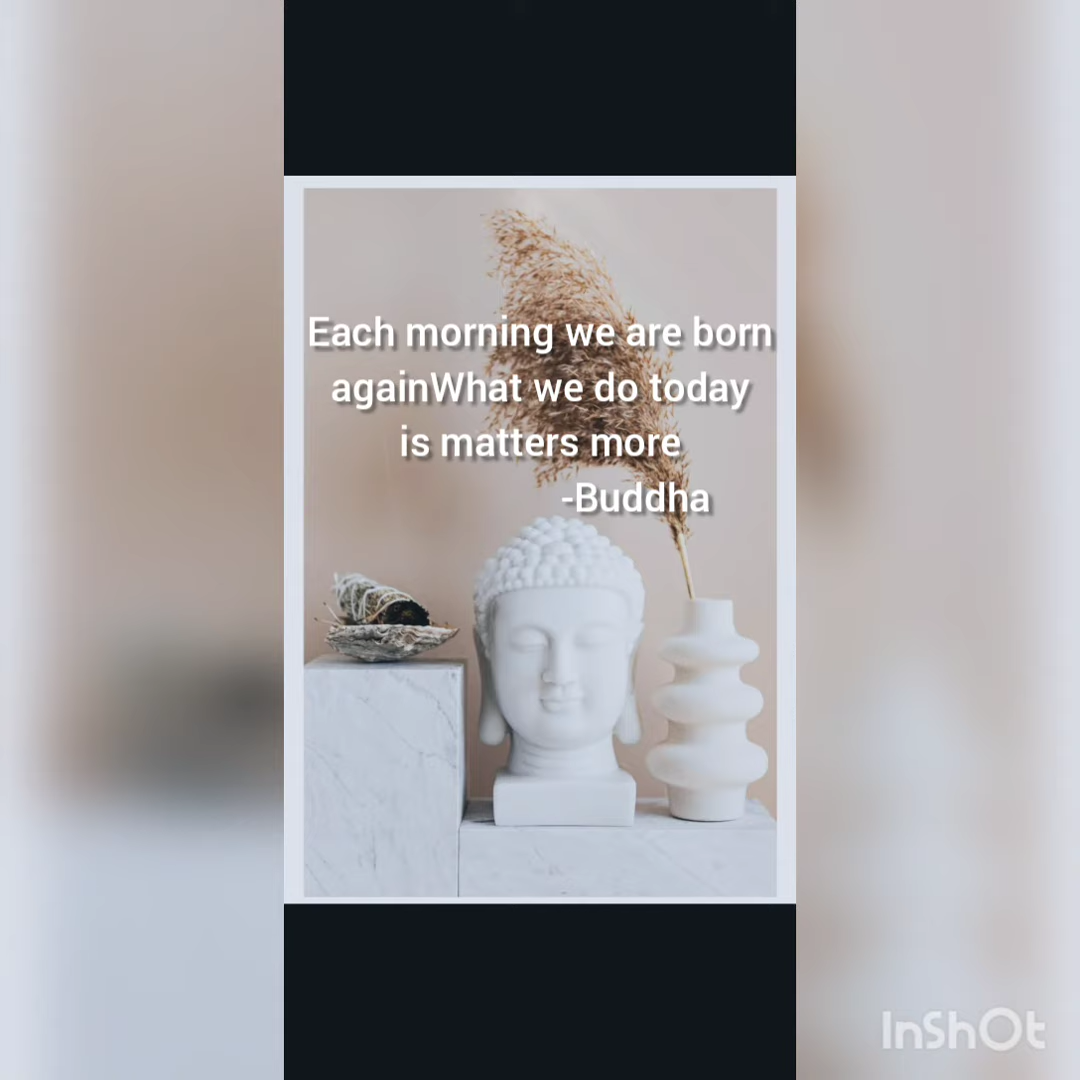 Each morning we are born
againWhat we do today
is matters more
-Buddha
InShOt